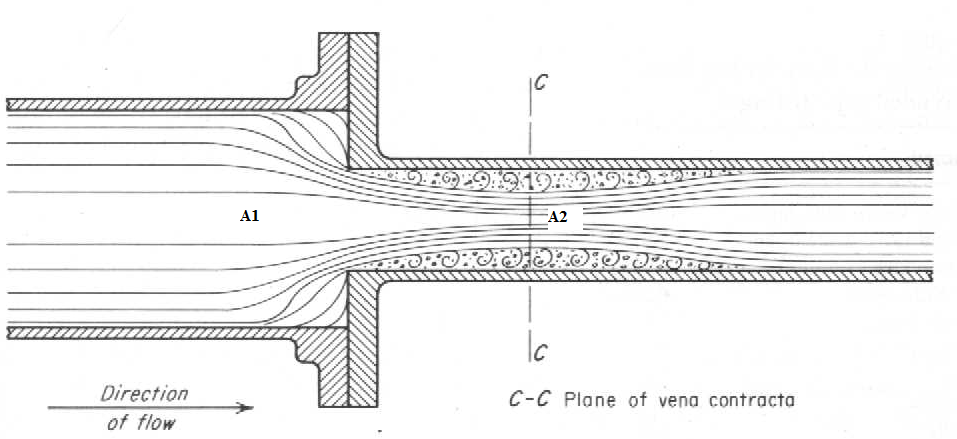 C
A1
A2
C
Direction
of flow
C-C Plane of vena contracta